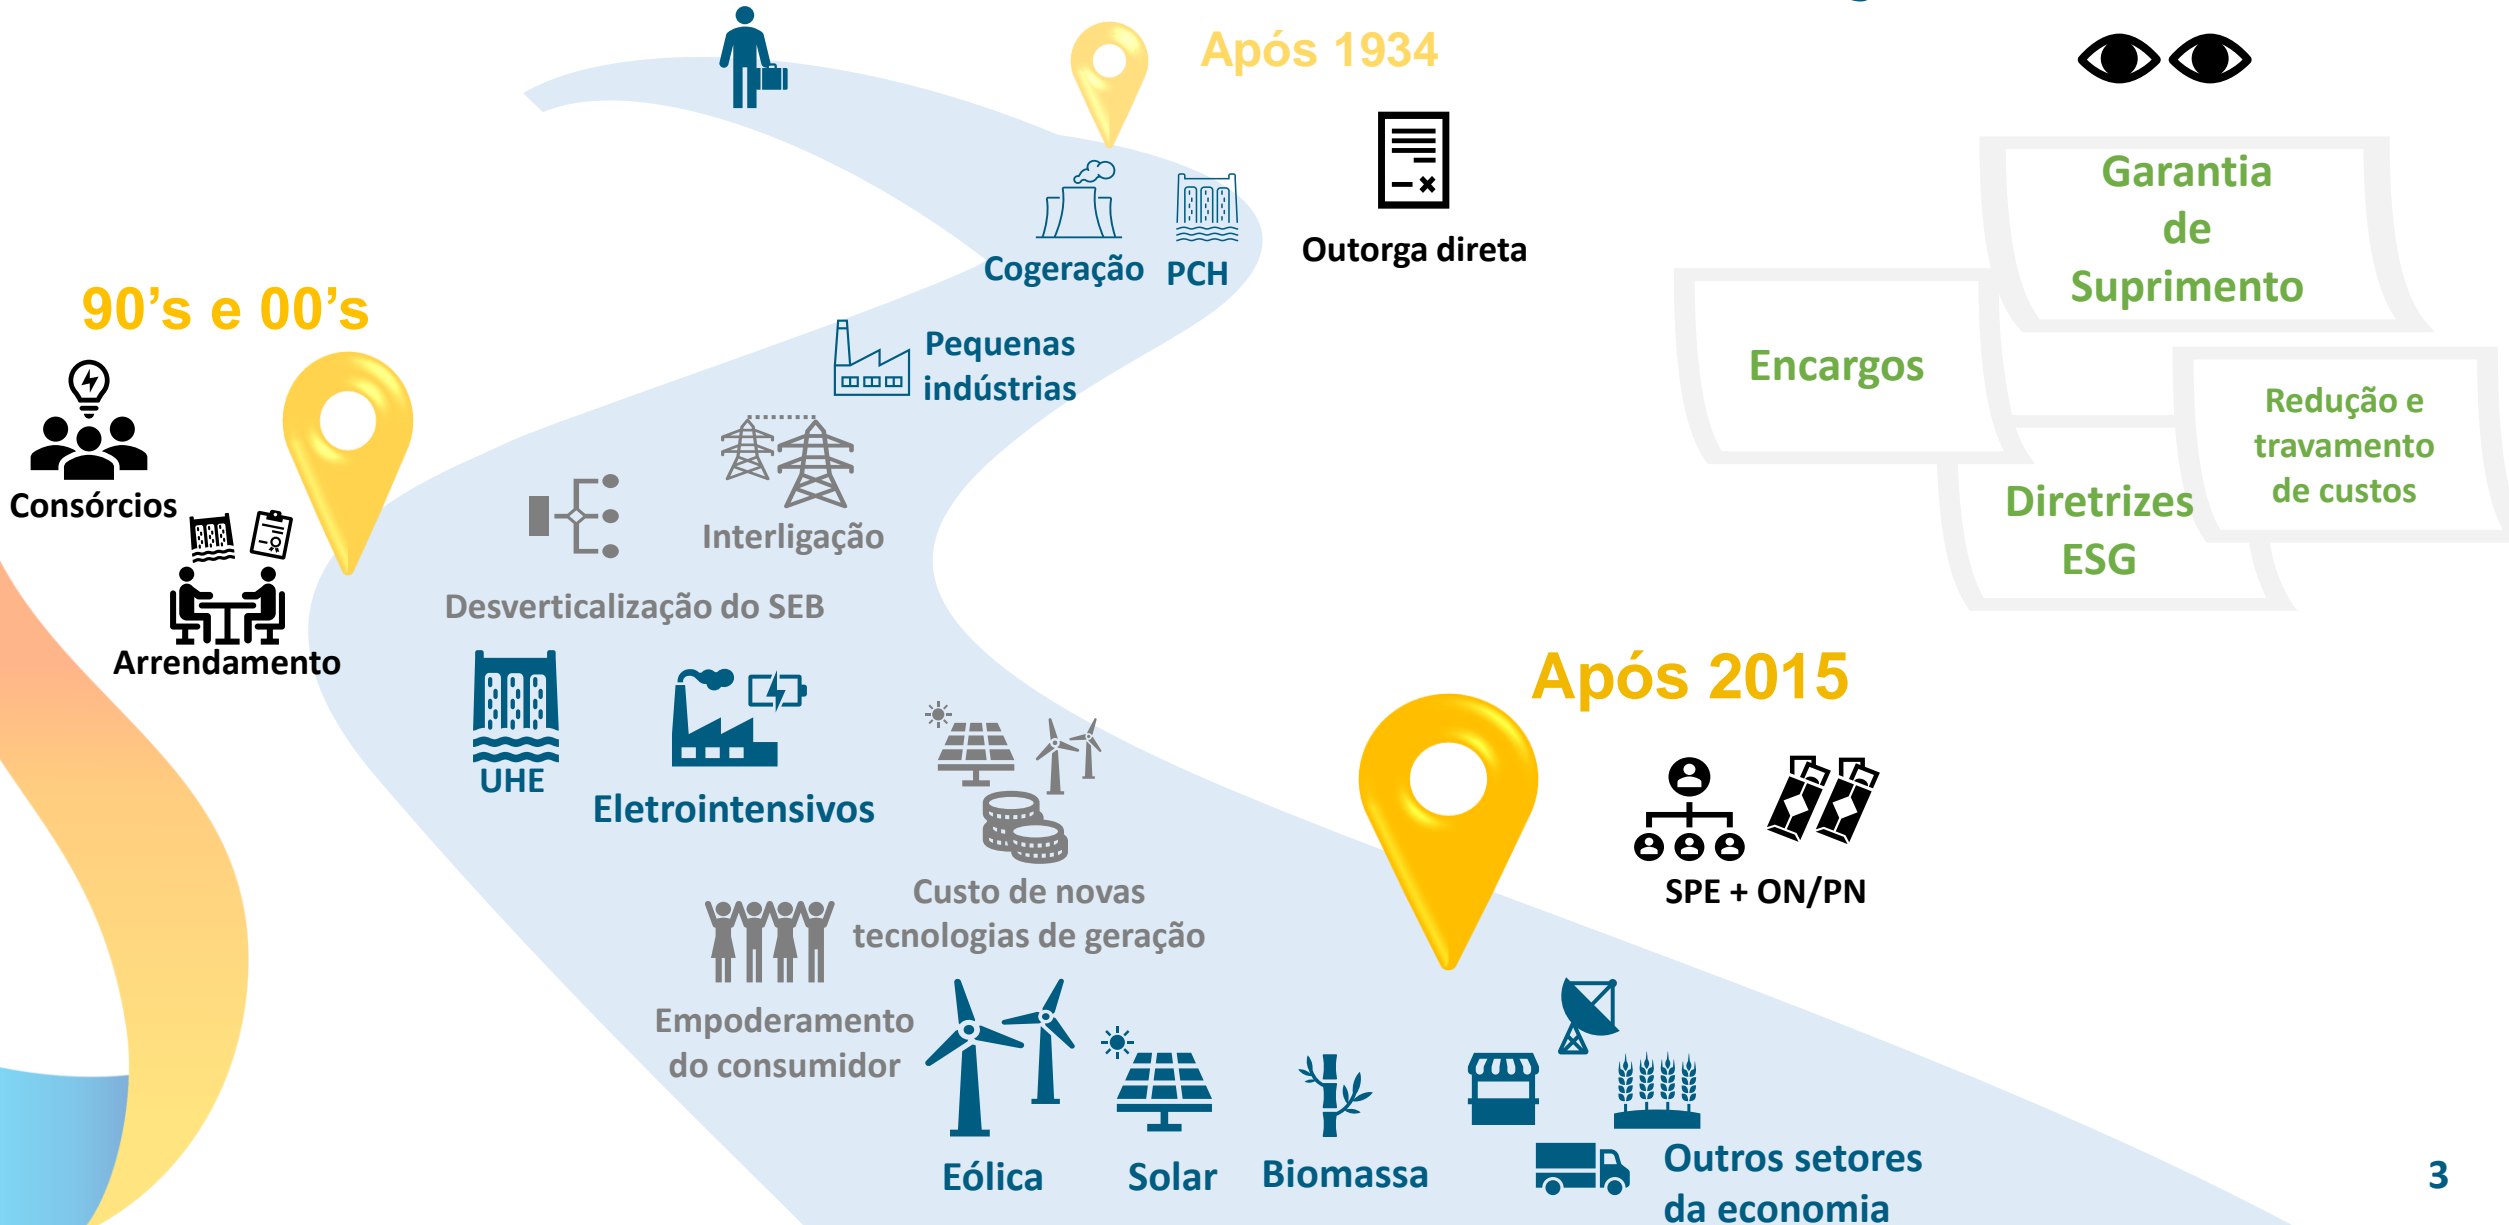 Após 1934
Cogeração
PCH
Outorga direta
Pequenas
indústrias
90’s e 00’s
Consórcios
Arrendamento
Interligação
Desverticalização do SEB
UHE
Eletrointensivos
Custo de novas
tecnologias de geração
Empoderamento
do consumidor
Garantia
de
Suprimento
Encargos
Redução e
travamento
de custos
Diretrizes
ESG
Após 2015
SPE + ON/PN
Eólica
Solar
Biomassa
Outros setores
da economia
3